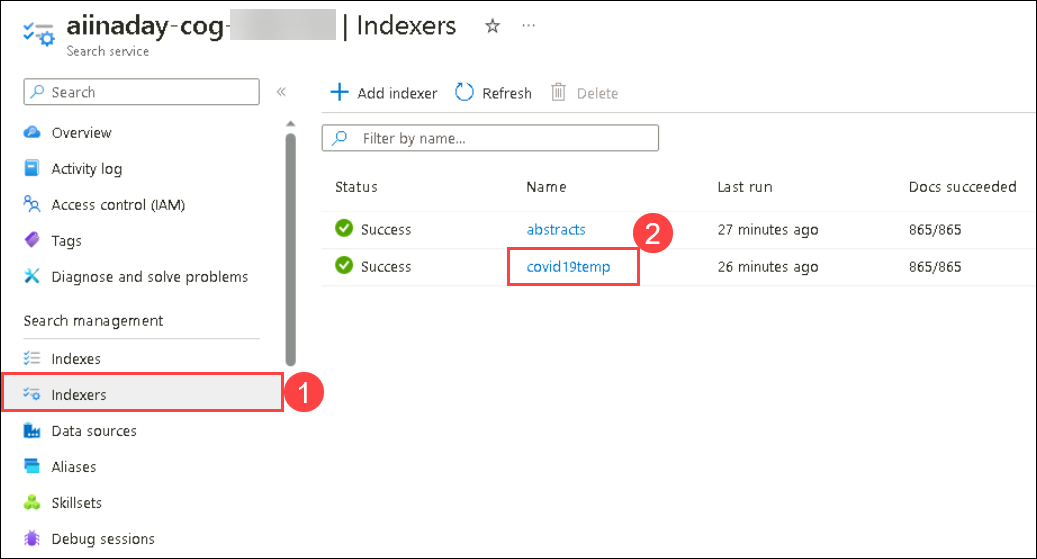 aiinaday-cog- | Indexers
Search service
Search
Add indexer Refresh Delete
Filter by name...
Overview
Activity log
Access control (IAM)
Tags
Diagnose and solve problems
Search management
Indexes
Indexers 1
Data sources
Aliases
Skillsets
Debug sessions
Status Name Last run Docs succeeded
Success abstracts 27 minutes ago 865/865
2
Success covid19temp 26 minutes ago 865/865